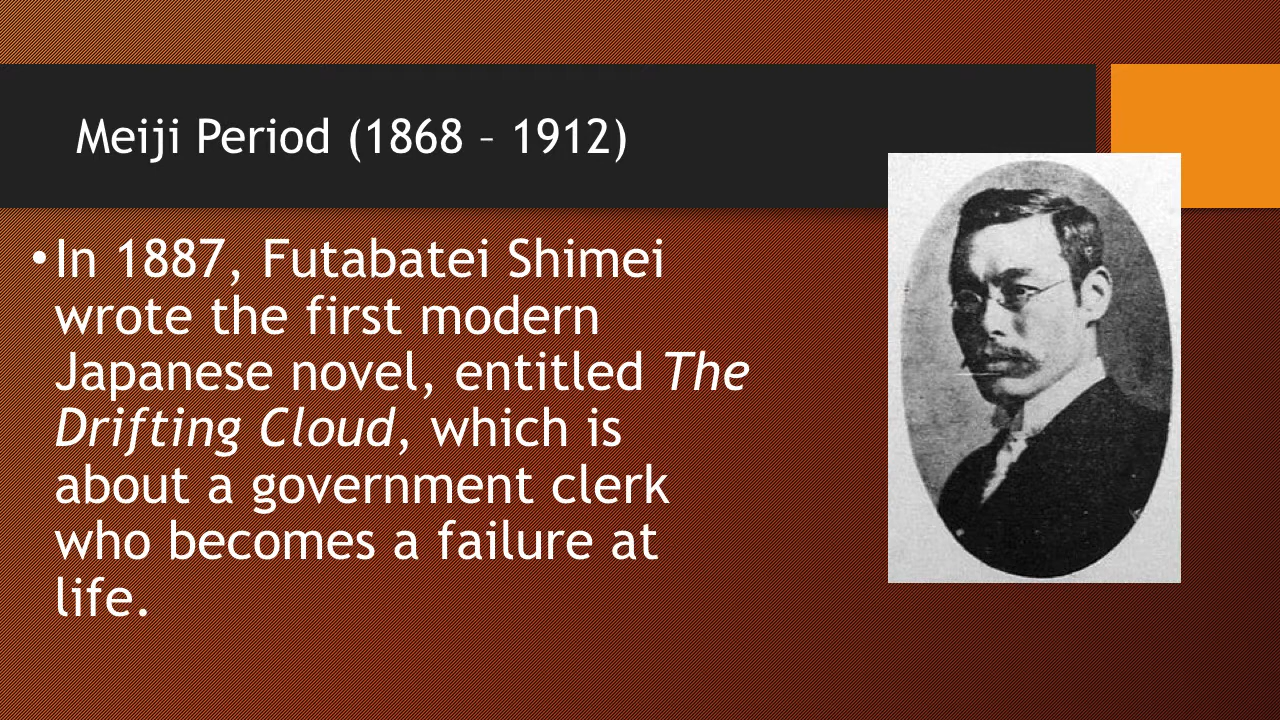 Meiji Period (1868 – 1912)
•In 1887, Futabatei Shimei
wrote the first modern
Japanese novel, entitled The
Drifting Cloud, which is
about a government clerk
who becomes a failure at
life.